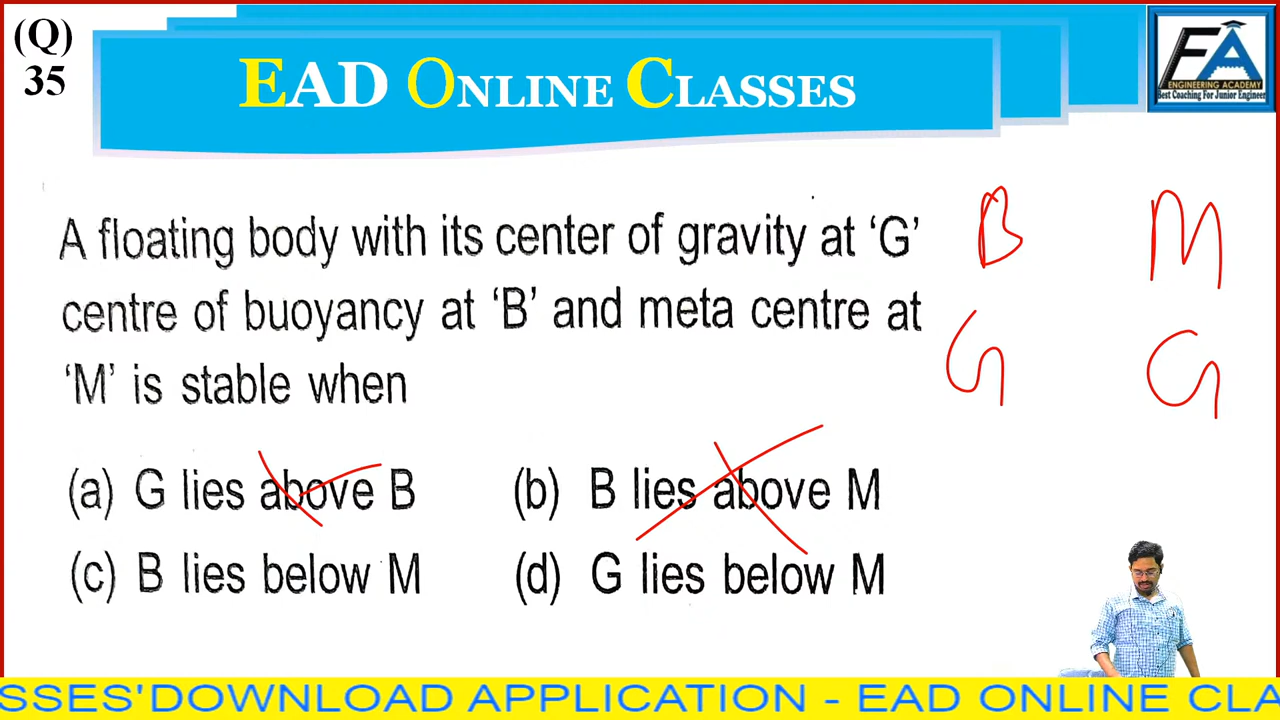 (Q)
35
EAD ONLINE CLASSES
ENGINEERING ACADEMY
Best Coaching For Junior Engineer
A floating body with its center of gravity at ‘G’
centre of buoyancy at ‘B’ and meta centre at
‘M’ is stable when
B M
G G
(a) G lies above B (b) B lies above M
(c) B lies below M (d) G lies below M
SSES'DOWNLOAD APPLICATION - EAD ONLINE CLA